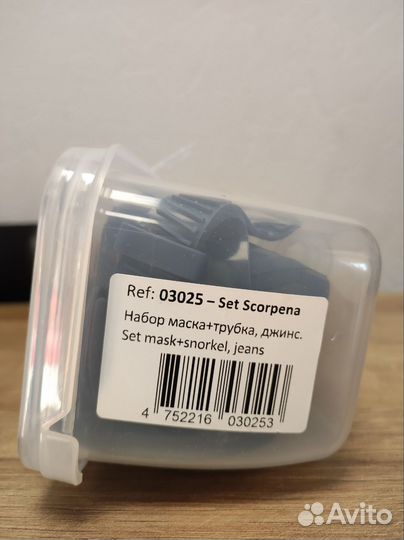 Ref: 03025 – Set Scorpena
Набор маска+трубка, джинс.
Set mask+snorkel, jeans
4 752216 030253
Avito